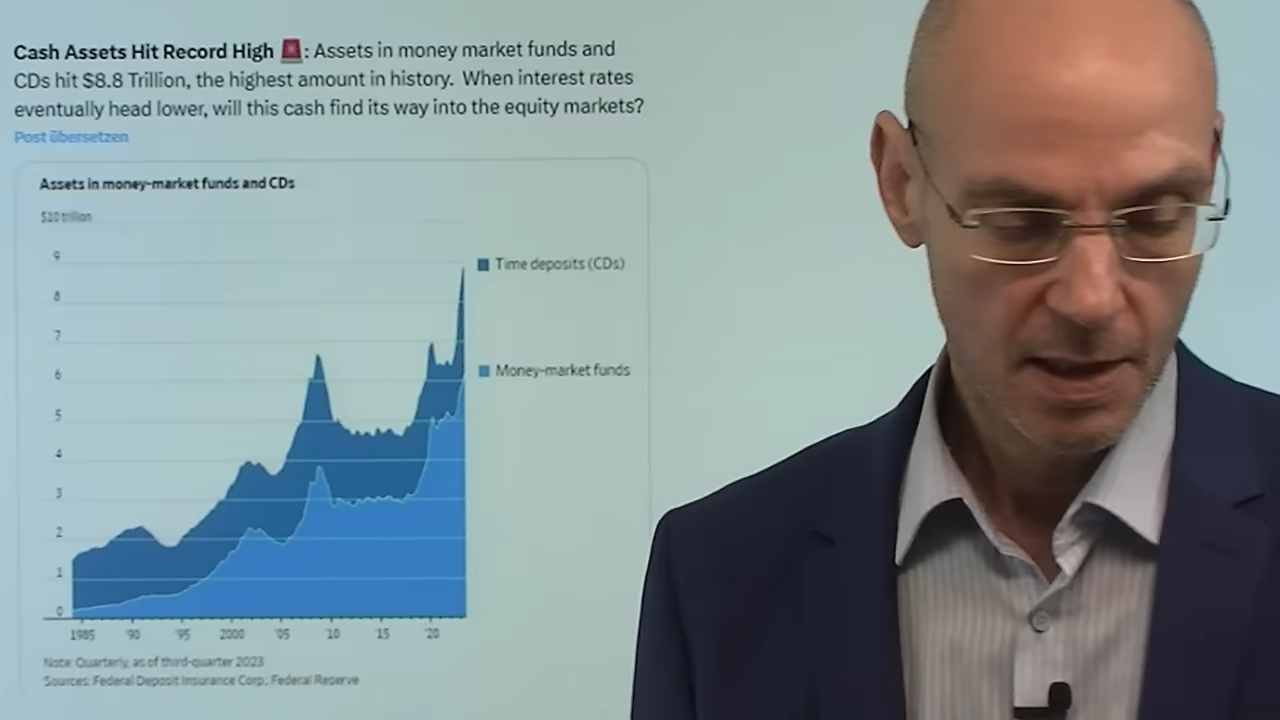 Cash Assets Hit Record High 🚨: Assets in money market funds and
CDs hit $8.8 Trillion, the highest amount in history. When interest rates
eventually head lower, will this cash find its way into the equity markets?
Post übersetzen
Assets in money-market funds and CDs
$10 trillion
9
8
7
6
5
4
3
2
1
0
Time deposits (CDs)
Money-market funds
1985 '90 '95 2000 '05 '10 '15 '20
Note: Quarterly, as of third-quarter 2023
Sources: Federal Deposit Insurance Corp.; Federal Reserve